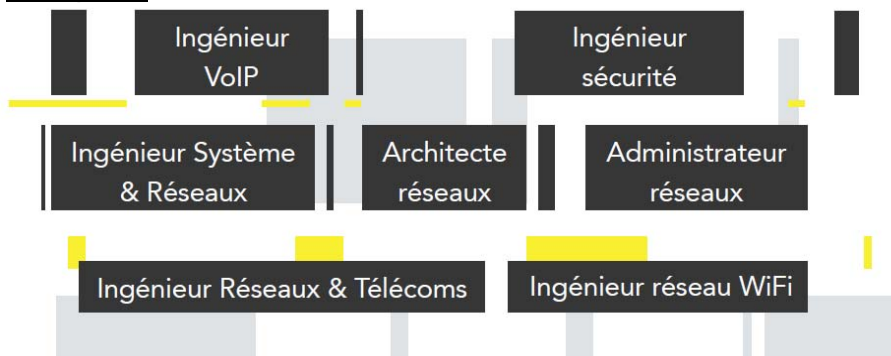 Ingénieur
VoIP
Ingénieur
sécurité
Ingénieur Système
& Réseaux
Architecte
réseaux
Administrateur
réseaux
Ingénieur Réseaux & Télécoms
Ingénieur réseau WiFi